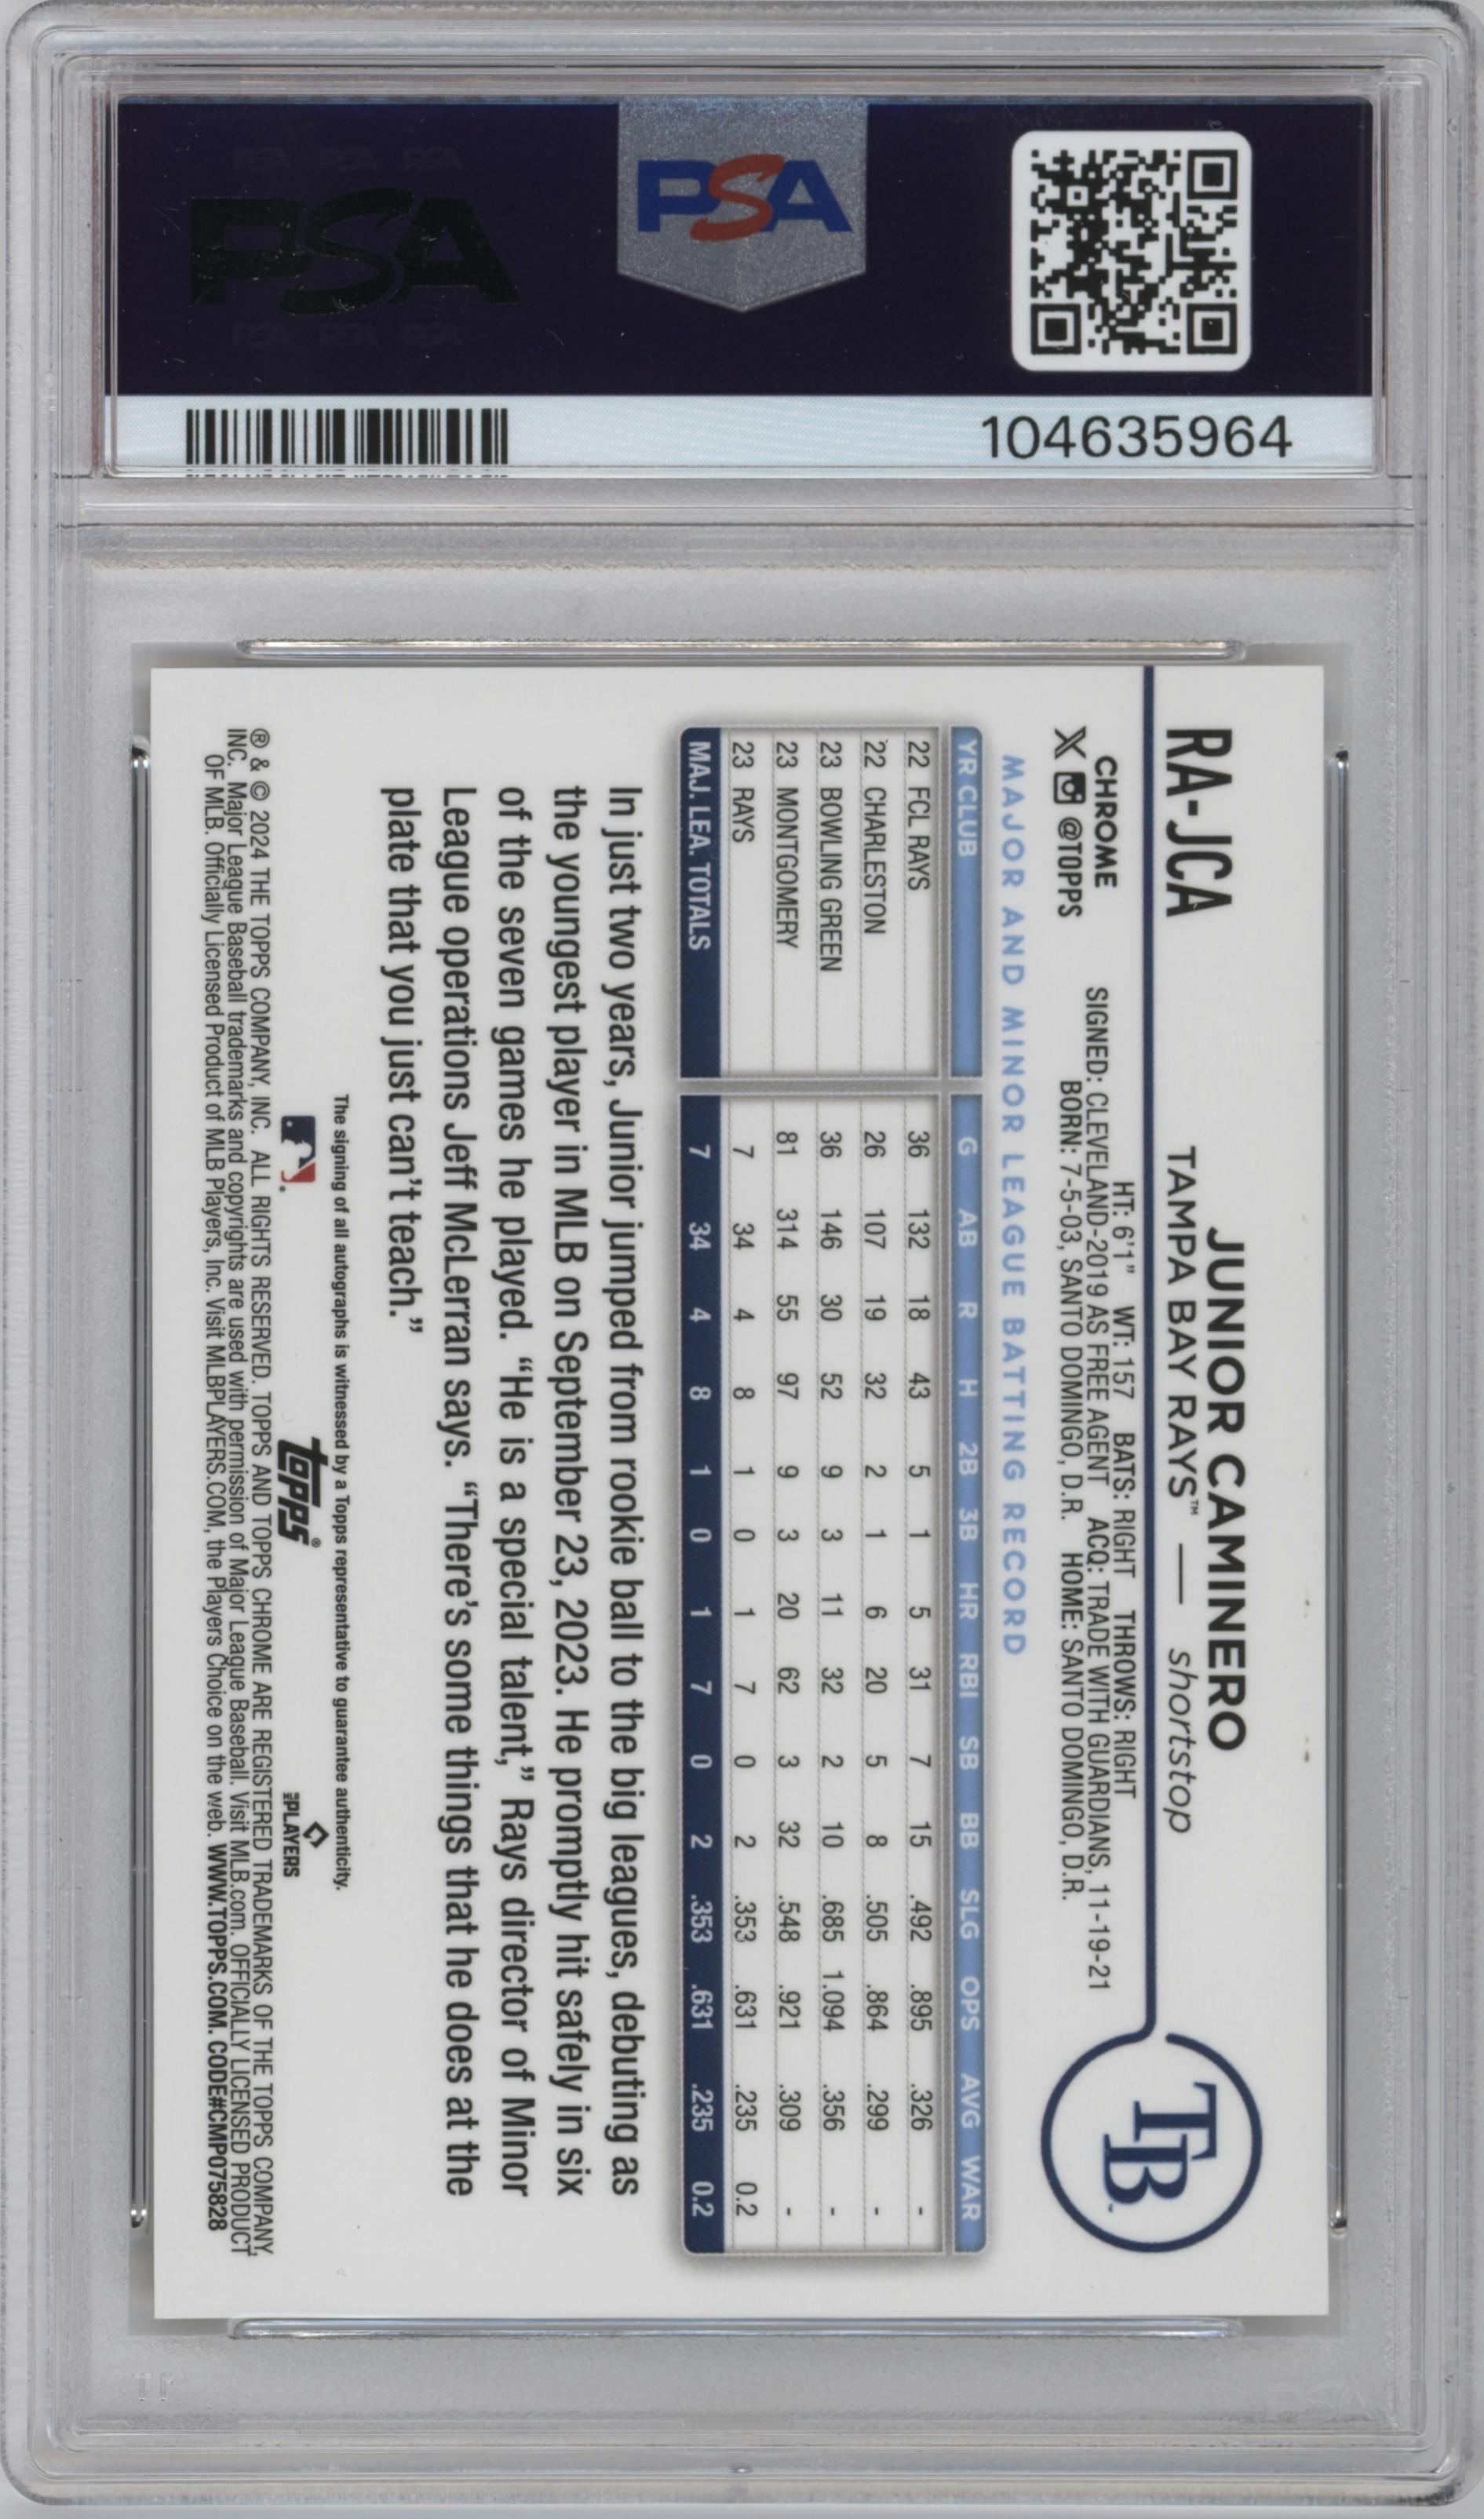 PSA PSA PSA
PSA
PSA PSA PSA
PSA
104635964
RA-JCA
JUNIOR CAMINERO
TAMPA BAY RAYS™ — shortstop
CHROME
X @TOPPS
HT: 6'1" WT: 157 BATS: RIGHT THROWS: RIGHT
SIGNED: CLEVELAND-2019 AS FREE AGENT ACQ: TRADE WITH GUARDIANS, 11-19-21
BORN: 7-5-03, SANTO DOMINGO, D.R. HOME: SANTO DOMINGO, D.R.
TB
MAJOR AND MINOR LEAGUE BATTING RECORD
YR CLUB G AB R H 2B 3B HR RBI SB BB SLG OPS AVG WAR
22 FCL RAYS 36 132 18 43 5 1 5 31 7 15 .492 .895 .326 -
22 CHARLESTON 26 107 19 32 2 1 6 20 5 8 .505 .864 .299 -
23 BOWLING GREEN 36 146 30 52 9 3 11 32 2 10 .685 1.094 .356 -
23 MONTGOMERY 81 314 55 97 9 3 20 62 3 32 .548 .921 .309 -
23 RAYS 7 34 4 8 1 0 1 7 0 2 .353 .631 .235 0.2
MAJ. LEA. TOTALS 7 34 4 8 1 0 1 7 0 2 .353 .631 .235 0.2
In just two years, Junior jumped from rookie ball to the big leagues, debuting as
the youngest player in MLB on September 23, 2023. He promptly hit safely in six
of the seven games he played. “He is a special talent,” Rays director of Minor
League operations Jeff McLerran says. “There’s some things that he does at the
plate that you just can’t teach.”
The signing of all autographs is witnessed by a Topps representative to guarantee authenticity.
topps®
PLAYERS
® & © 2024 THE TOPPS COMPANY, INC. ALL RIGHTS RESERVED. TOPPS AND TOPPS CHROME ARE REGISTERED TRADEMARKS OF THE TOPPS COMPANY,
INC. Major League Baseball trademarks and copyrights are used with permission of Major League Baseball. Visit MLB.com. OFFICIALLY LICENSED PRODUCT
OF MLB. Officially Licensed Product of MLB Players, Inc. Visit MLBPLAYERS.COM, the Players Choice on the web. WWW.TOPPS.COM. CODE#CMP075828